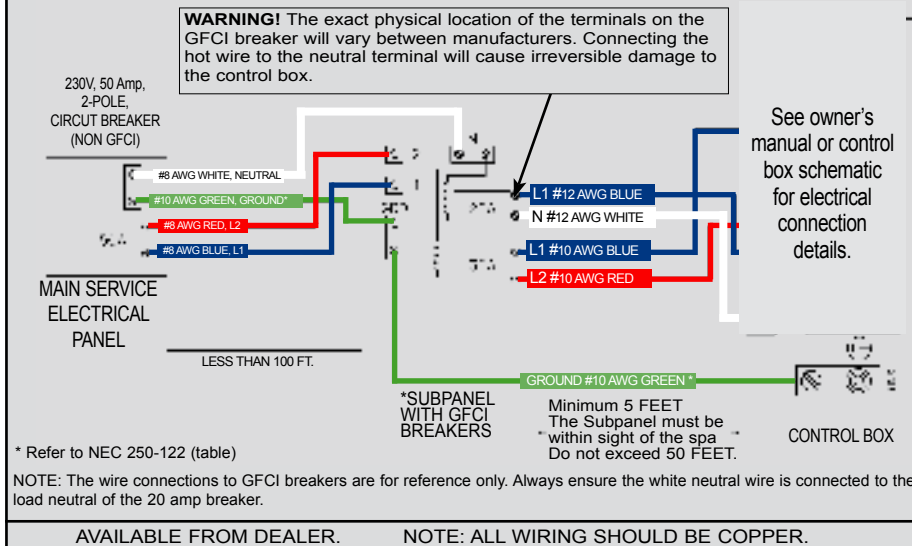 WARNING! The exact physical location of the terminals on the
GFCI breaker will vary between manufacturers. Connecting the
hot wire to the neutral terminal will cause irreversible damage to
the control box.
230V, 50 Amp,
2-POLE,
CIRCUT BREAKER
(NON GFCI)
See owner's
manual or control
box schematic
for electrical
connection
details.
#8 AWG WHITE, NEUTRAL
#10 AWG GREEN, GROUND*
#8 AWG RED, L2
#8 AWG BLUE, L1
L1 #12 AWG BLUE
N #12 AWG WHITE
L1 #10 AWG BLUE
L2 #10 AWG RED
MAIN SERVICE
ELECTRICAL
PANEL
LESS THAN 100 FT.
GROUND #10 AWG GREEN *
*SUBPANEL
WITH GFCI
BREAKERS
Minimum 5 FEET
The Subpanel must be
within sight of the spa
Do not exceed 50 FEET.
CONTROL BOX
* Refer to NEC 250-122 (table)
NOTE: The wire connections to GFCI breakers are for reference only. Always ensure the white neutral wire is connected to the
load neutral of the 20 amp breaker.
AVAILABLE FROM DEALER. NOTE: ALL WIRING SHOULD BE COPPER.